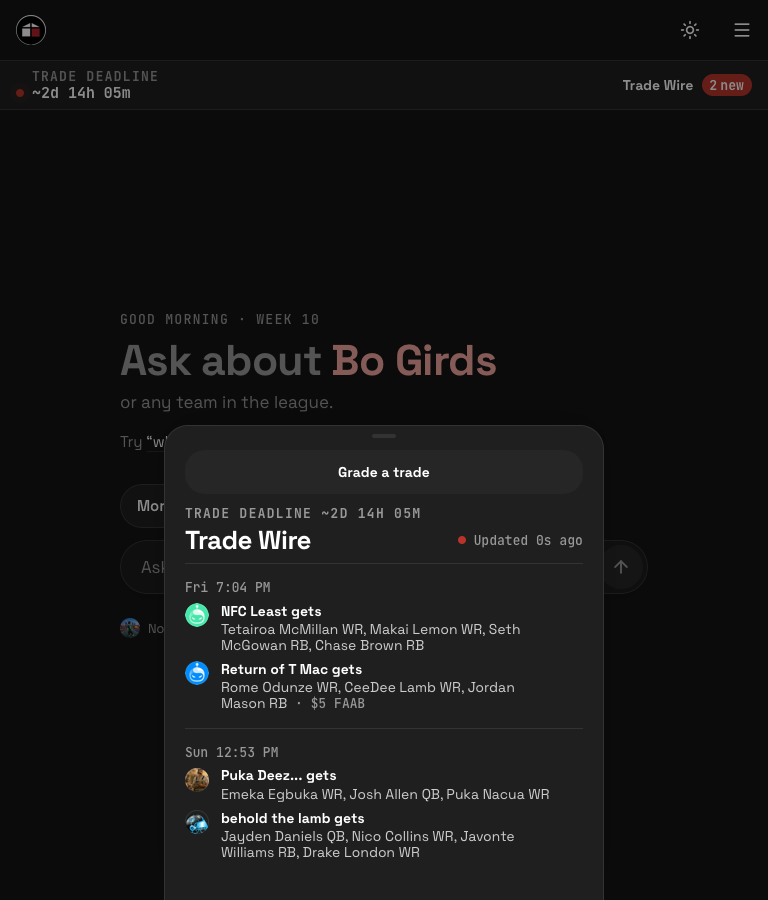 TRADE DEADLINE
~2d 14h 05m
Trade Wire
2 new
GOOD MORNING · WEEK 10
Ask about Bo Girds
or any team in the league.
Try
Grade a trade
TRADE DEADLINE ~2D 14H 05M
Trade Wire
Updated 0s ago
Fri 7:04 PM
NFC Least gets
Tetairoa McMillan WR, Makai Lemon WR, Seth
McGowan RB, Chase Brown RB
Return of T Mac gets
Rome Odunze WR, CeeDee Lamb WR, Jordan
Mason RB · $5 FAAB
Sun 12:53 PM
Puka Deez... gets
Emeka Egbuka WR, Josh Allen QB, Puka Nacua WR
behold the lamb gets
Jayden Daniels QB, Nico Collins WR, Javonte
Williams RB, Drake London WR